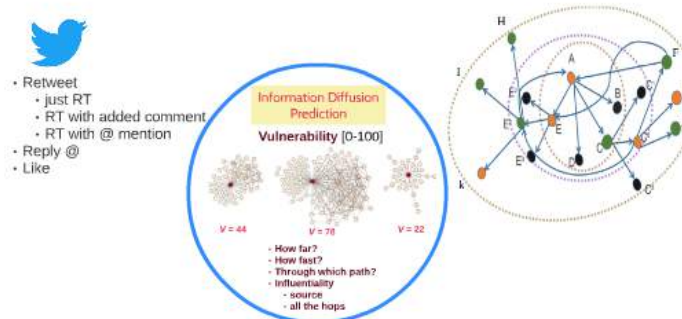 Retweet
just RT
RT with added comment
RT with @ mention
Reply @
Like
Information Diffusion
Prediction
Vulnerability [0-100]
V = 44
V = 78
V = 22
- How far?
- How fast?
- Through which path?
- Influentiality
- source
- all the hops
H
I
A
F
B
E
D
C
k